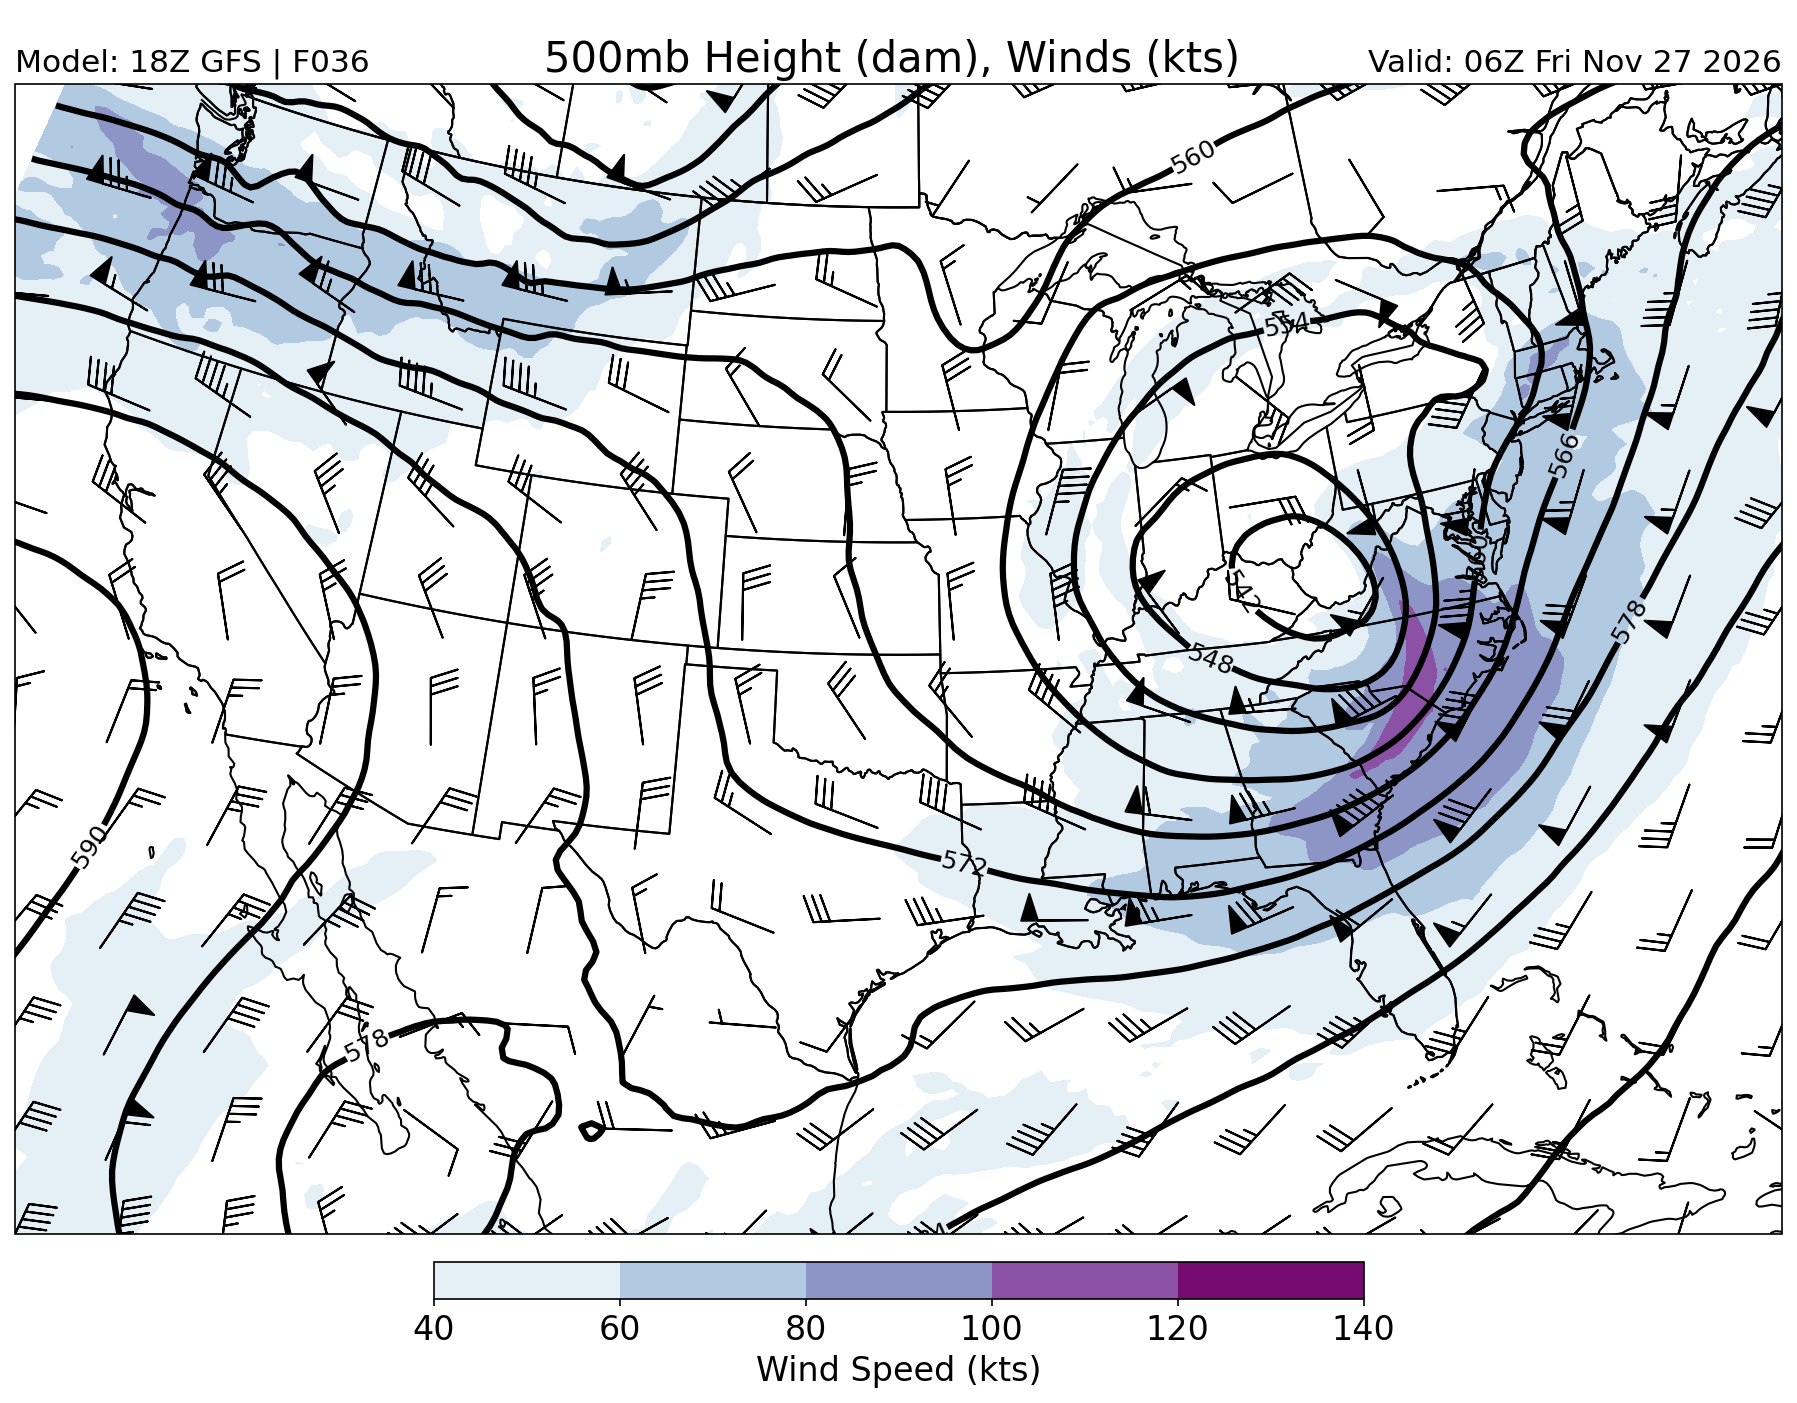 500mb Height (dam), Winds (kts)
Model: 18Z GFS | F036
Valid: 06Z Fri Nov 27 2026
560
566
578
548
590
572
578
40 60 80 100 120 140
Wind Speed (kts)